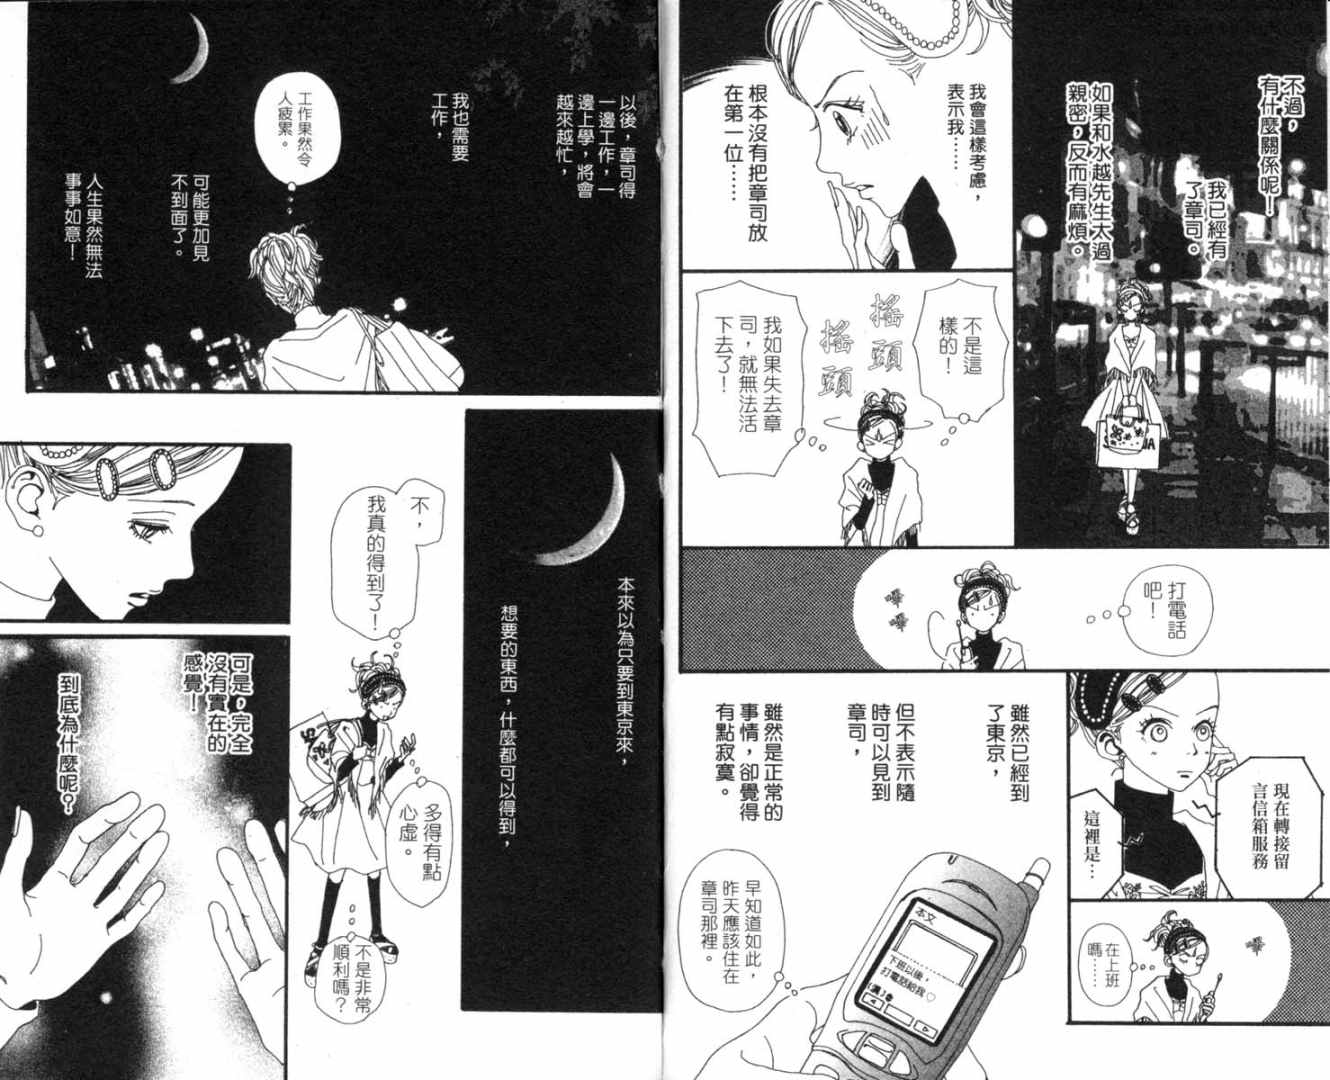 不過，
有什麼關係呢！
我已經有
了章司。
如果和水越先生太過
親密，反而有麻煩。
我會這樣考慮，
表示我……
根本沒有把章司放
在第一位……
不是這
樣的！
搖頭
搖頭
我如果失去章
司，就無法活
下去了！
打電話
吧！
嗶
嗶
現在轉接留
言信箱服務
這裡是…
嗶
在上班
嗎……
雖然已經到
了東京，
但不表示隨
時可以見到
章司，
雖然是正常的
事情，卻覺得
有點寂寞。
早知道如此，
昨天應該住在
章司那裡。
本文
下班以後，
打電話給我♡
以後，章司得
一邊工作，一
邊上學，將會
越來越忙，
我也需要
工作，
工作果然令
人疲累。
可能更加見
不到面了。
人生果然無法
事事如意！
本來以為只要到東京來，
想要的東西，什麼都可以得到，
不，
我真的得到了！
多得有點
心虛。
不是非常
順利嗎？
可是，完全
沒有實在的
感覺！
到底為什麼呢？